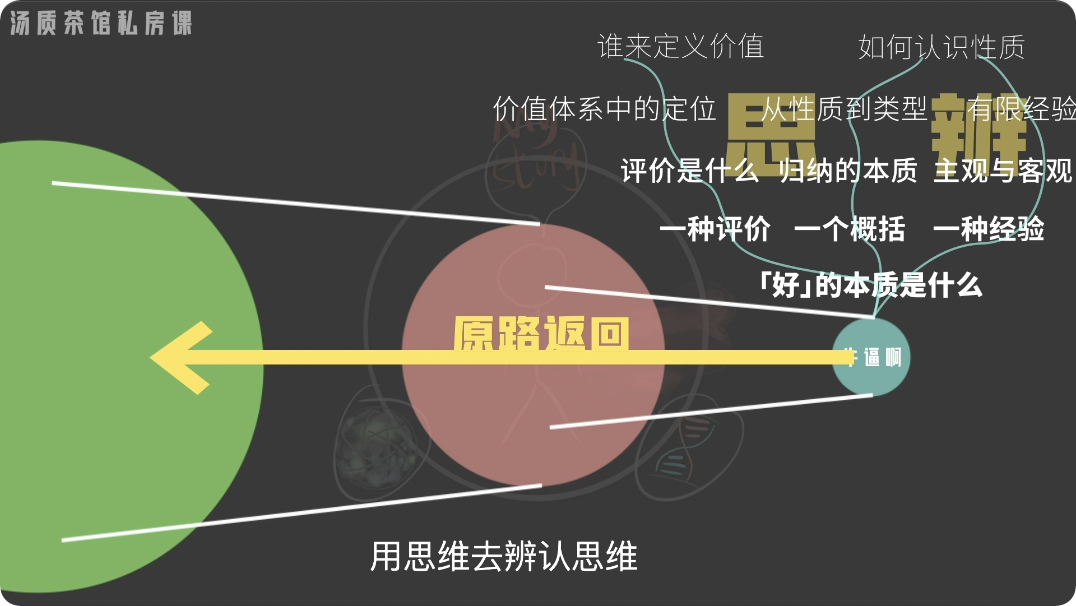 汤质茶馆私房课
谁来定义价值 如何认识性质
价值体系中的定位 从性质到类型 有限经验
思辨
评价是什么 归纳的本质 主观与客观
一种评价 一个概括 一种经验
「好」的本质是什么
原路返回
牛逼啊
用思维去辨认思维